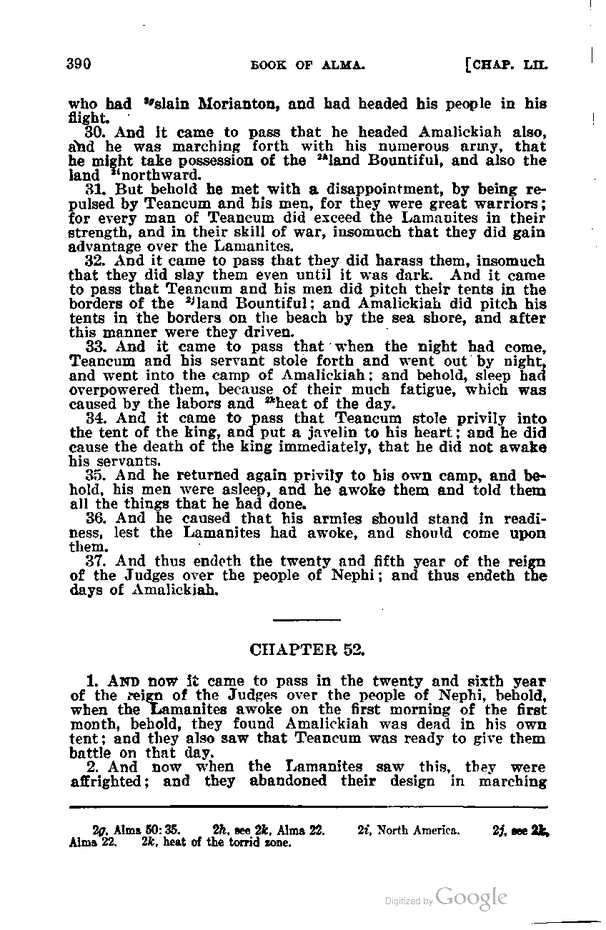 390 BOOK OF ALMA. [CHAP. LII.
who had ²ᵍslain Morianton, and had headed his people in his
flight.
30. And it came to pass that he headed Amalickiah also,
and he was marching forth with his numerous army, that
he might take possession of the ²ʰland Bountiful, and also the
land ²ⁱnorthward.
31. But behold he met with a disappointment, by being re-
pulsed by Teancum and his men, for they were great warriors;
for every man of Teancum did exceed the Lamanites in their
strength, and in their skill of war, insomuch that they did gain
advantage over the Lamanites.
32. And it came to pass that they did harass them, insomuch
that they did slay them even until it was dark. And it came
to pass that Teancum and his men did pitch their tents in the
borders of the ²ʲland Bountiful; and Amalickiah did pitch his
tents in the borders on the beach by the sea shore, and after
this manner were they driven.
33. And it came to pass that when the night had come,
Teancum and his servant stole forth and went out by night,
and went into the camp of Amalickiah; and behold, sleep had
overpowered them, because of their much fatigue, which was
caused by the labors and ²ᵏheat of the day.
34. And it came to pass that Teancum stole privily into
the tent of the king, and put a javelin to his heart; and he did
cause the death of the king immediately, that he did not awake
his servants.
35. And he returned again privily to his own camp, and be-
hold, his men were asleep, and he awoke them and told them
all the things that he had done.
36. And he caused that his armies should stand in readi-
ness, lest the Lamanites had awoke, and should come upon
them.
37. And thus endeth the twenty and fifth year of the reign
of the Judges over the people of Nephi; and thus endeth the
days of Amalickiah.
CHAPTER 52.
1. AND now it came to pass in the twenty and sixth year
of the reign of the Judges over the people of Nephi, behold,
when the Lamanites awoke on the first morning of the first
month, behold, they found Amalickiah was dead in his own
tent; and they also saw that Teancum was ready to give them
battle on that day.
2. And now when the Lamanites saw this, they were
affrighted; and they abandoned their design in marching
2g, Alma 50:35. 2h, see 2k, Alma 22. 2i, North America. 2j, see 2k,
Alma 22. 2k, heat of the torrid zone.
Digitized by Google